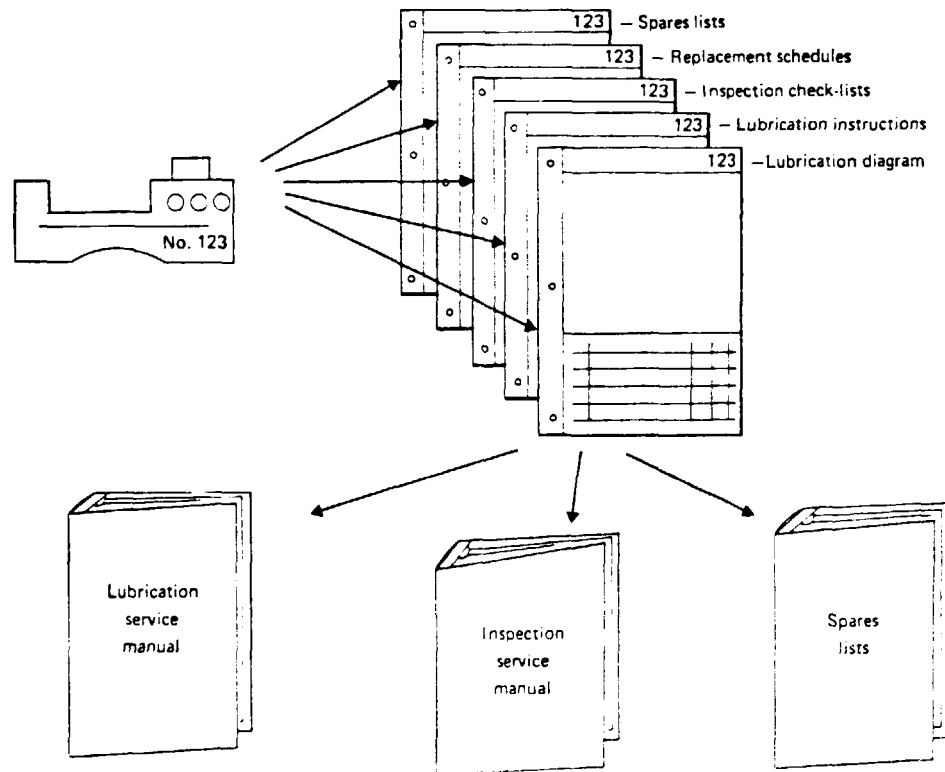 123 – Spares lists
123 – Replacement schedules
123 – Inspection check-lists
123 – Lubrication instructions
123 – Lubrication diagram
No. 123
Lubrication
service
manual
Inspection
service
manual
Spares
lists